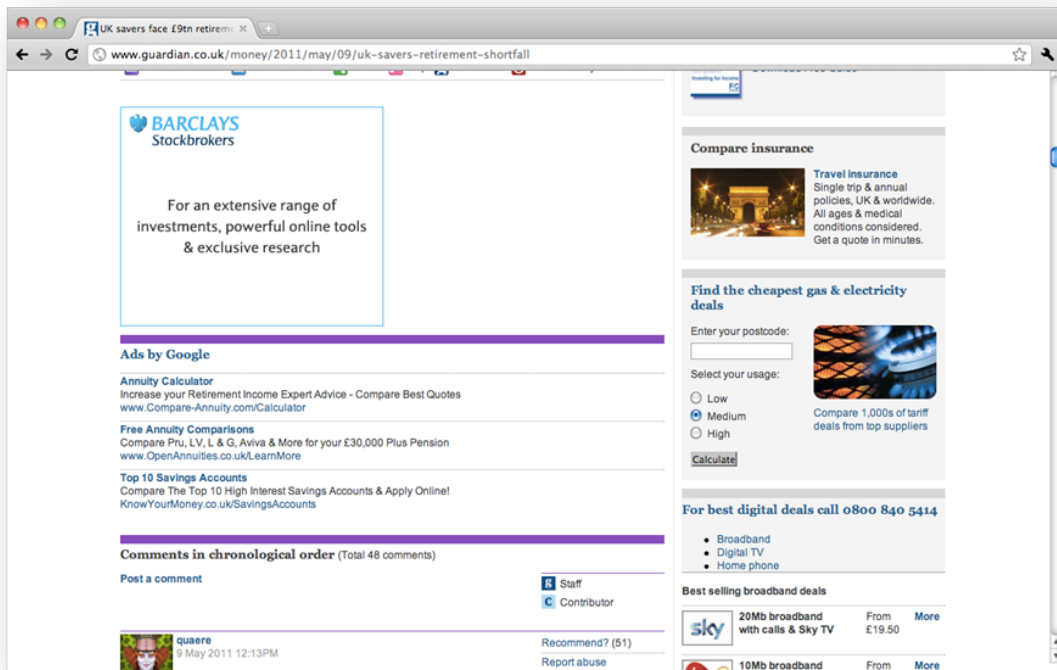 UK savers face £9tn retireme
www.guardian.co.uk/money/2011/may/09/uk-savers-retirement-shortfall
BARCLAYS
Stockbrokers
For an extensive range of
investments, powerful online tools
& exclusive research
Ads by Google
Annuity Calculator
Increase your Retirement Income Expert Advice - Compare Best Quotes
www.Compare-Annuity.com/Calculator
Free Annuity Comparisons
Compare Pru, LV, L & G, Aviva & More for your £30,000 Plus Pension
www.OpenAnnuities.co.uk/LearnMore
Top 10 Savings Accounts
Compare The Top 10 High Interest Savings Accounts & Apply Online!
KnowYourMoney.co.uk/SavingsAccounts
Comments in chronological order (Total 48 comments)
Post a comment
g Staff
C Contributor
quaere
9 May 2011 12:13PM
Recommend? (51)
Report abuse
Investing for Income
FC
Compare insurance
Travel insurance
Single trip & annual
policies, UK & worldwide.
All ages & medical
conditions considered.
Get a quote in minutes.
Find the cheapest gas & electricity
deals
Enter your postcode:
Select your usage:
Low
Medium
High
Calculate
Compare 1,000s of tariff
deals from top suppliers
For best digital deals call 0800 840 5414
Broadband
Digital TV
Home phone
Best selling broadband deals
sky
20Mb broadband From More
with calls & Sky TV £19.50
10Mb broadband From More